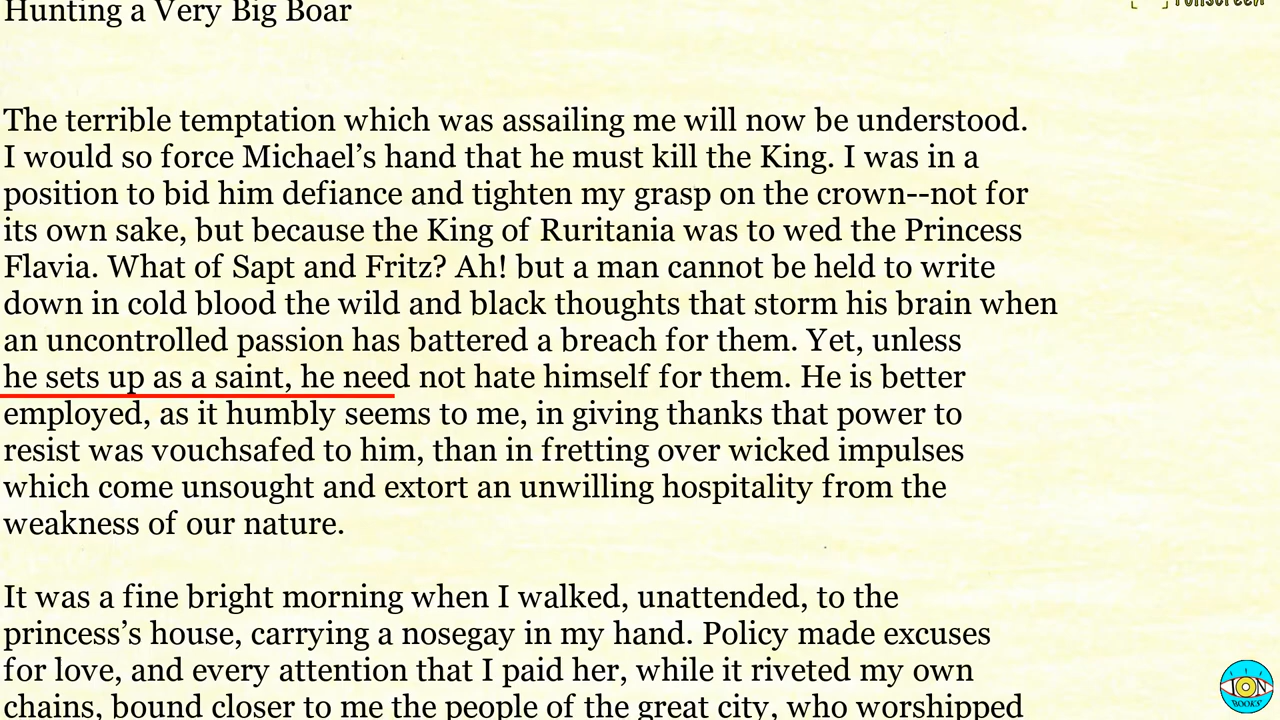 Hunting a Very Big Boar
The terrible temptation which was assailing me will now be understood.
I would so force Michael’s hand that he must kill the King. I was in a
position to bid him defiance and tighten my grasp on the crown--not for
its own sake, but because the King of Ruritania was to wed the Princess
Flavia. What of Sapt and Fritz? Ah! but a man cannot be held to write
down in cold blood the wild and black thoughts that storm his brain when
an uncontrolled passion has battered a breach for them. Yet, unless
he sets up as a saint, he need not hate himself for them. He is better
employed, as it humbly seems to me, in giving thanks that power to
resist was vouchsafed to him, than in fretting over wicked impulses
which come unsought and extort an unwilling hospitality from the
weakness of our nature.
It was a fine bright morning when I walked, unattended, to the
princess’s house, carrying a nosegay in my hand. Policy made excuses
for love, and every attention that I paid her, while it riveted my own
chains, bound closer to me the people of the great city, who worshipped
ION
BOOKS